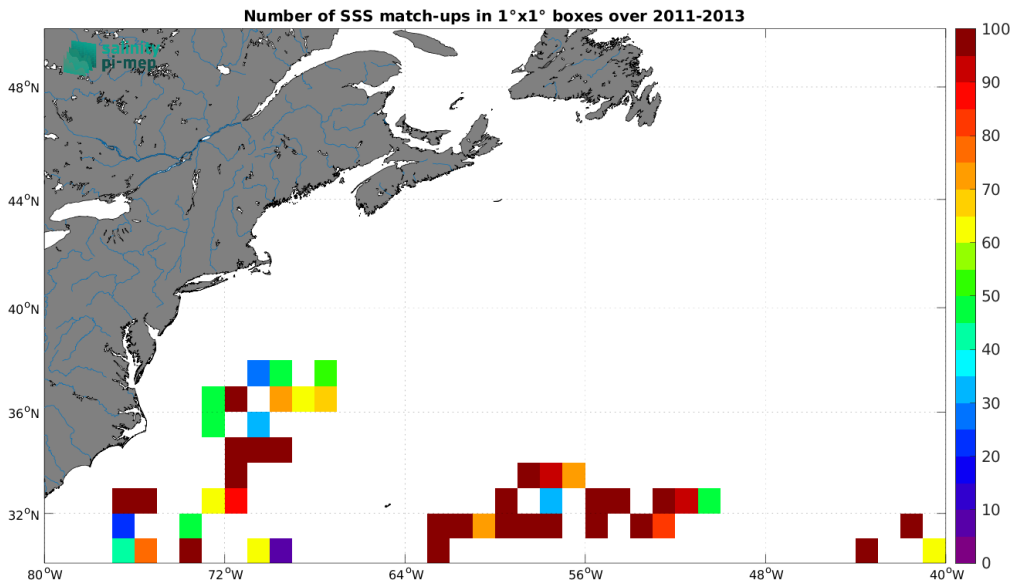 Number of SSS match-ups in 1°x1° boxes over 2011-2013
salinity
pi-mep
48°N
44°N
40°N
36°N
32°N
80°W 72°W 64°W 56°W 48°W 40°W
100
90
80
70
60
50
40
30
20
10
0